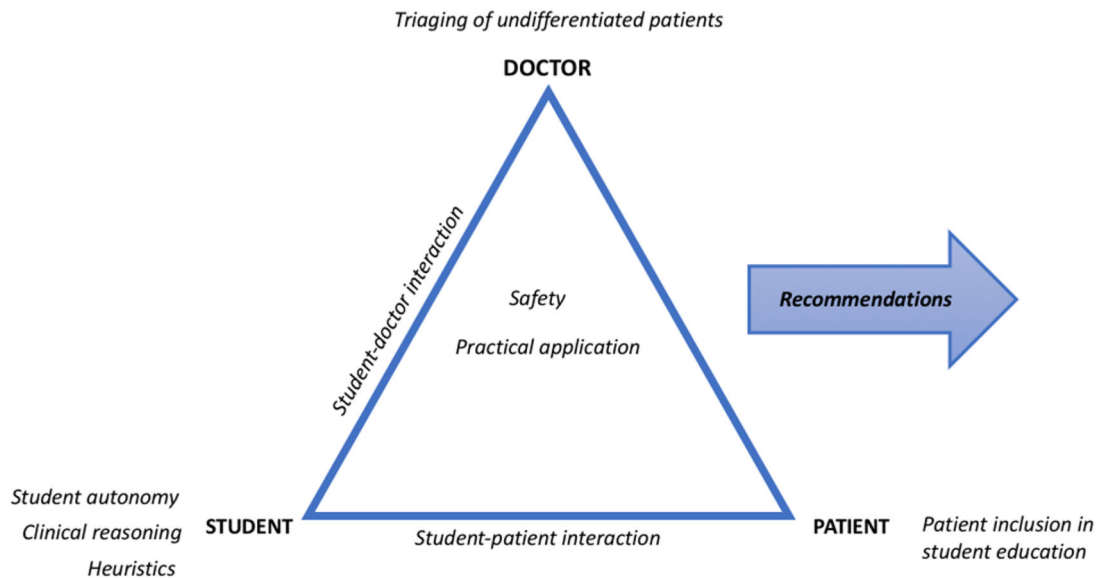 Triaging of undifferentiated patients
DOCTOR
Student-doctor interaction
Safety
Practical application
Recommendations
Student autonomy
Clinical reasoning
Heuristics
STUDENT
Student-patient interaction
PATIENT
Patient inclusion in
student education